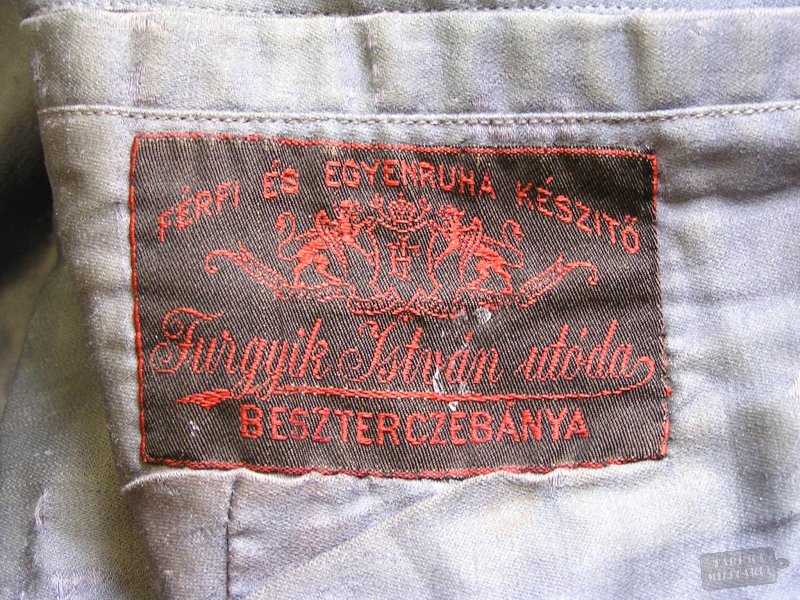 FÉRFI ÉS EGYENRUHA KÉSZITŐ
Furgyik István utóda
BESZTERCZEBÁNYA